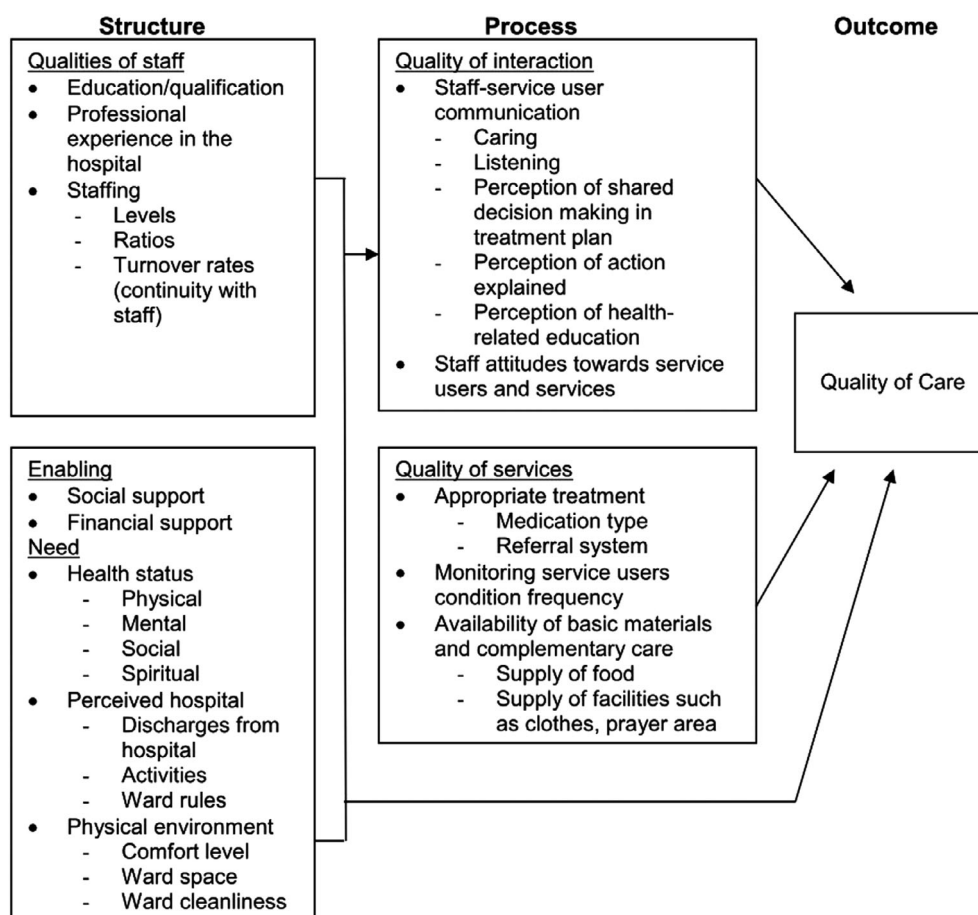 Structure
Process
Outcome
Qualities of staff
• Education/qualification
• Professional
experience in the
hospital
• Staffing
- Levels
- Ratios
- Turnover rates
(continuity with
staff)
Quality of interaction
• Staff-service user
communication
- Caring
- Listening
- Perception of shared
decision making in
treatment plan
- Perception of action
explained
- Perception of health-
related education
• Staff attitudes towards service
users and services
Quality of Care
Enabling
• Social support
• Financial support
Need
• Health status
- Physical
- Mental
- Social
- Spiritual
• Perceived hospital
- Discharges from
hospital
- Activities
- Ward rules
• Physical environment
- Comfort level
- Ward space
- Ward cleanliness
Quality of services
• Appropriate treatment
- Medication type
- Referral system
• Monitoring service users
condition frequency
• Availability of basic materials
and complementary care
- Supply of food
- Supply of facilities such
as clothes, prayer area